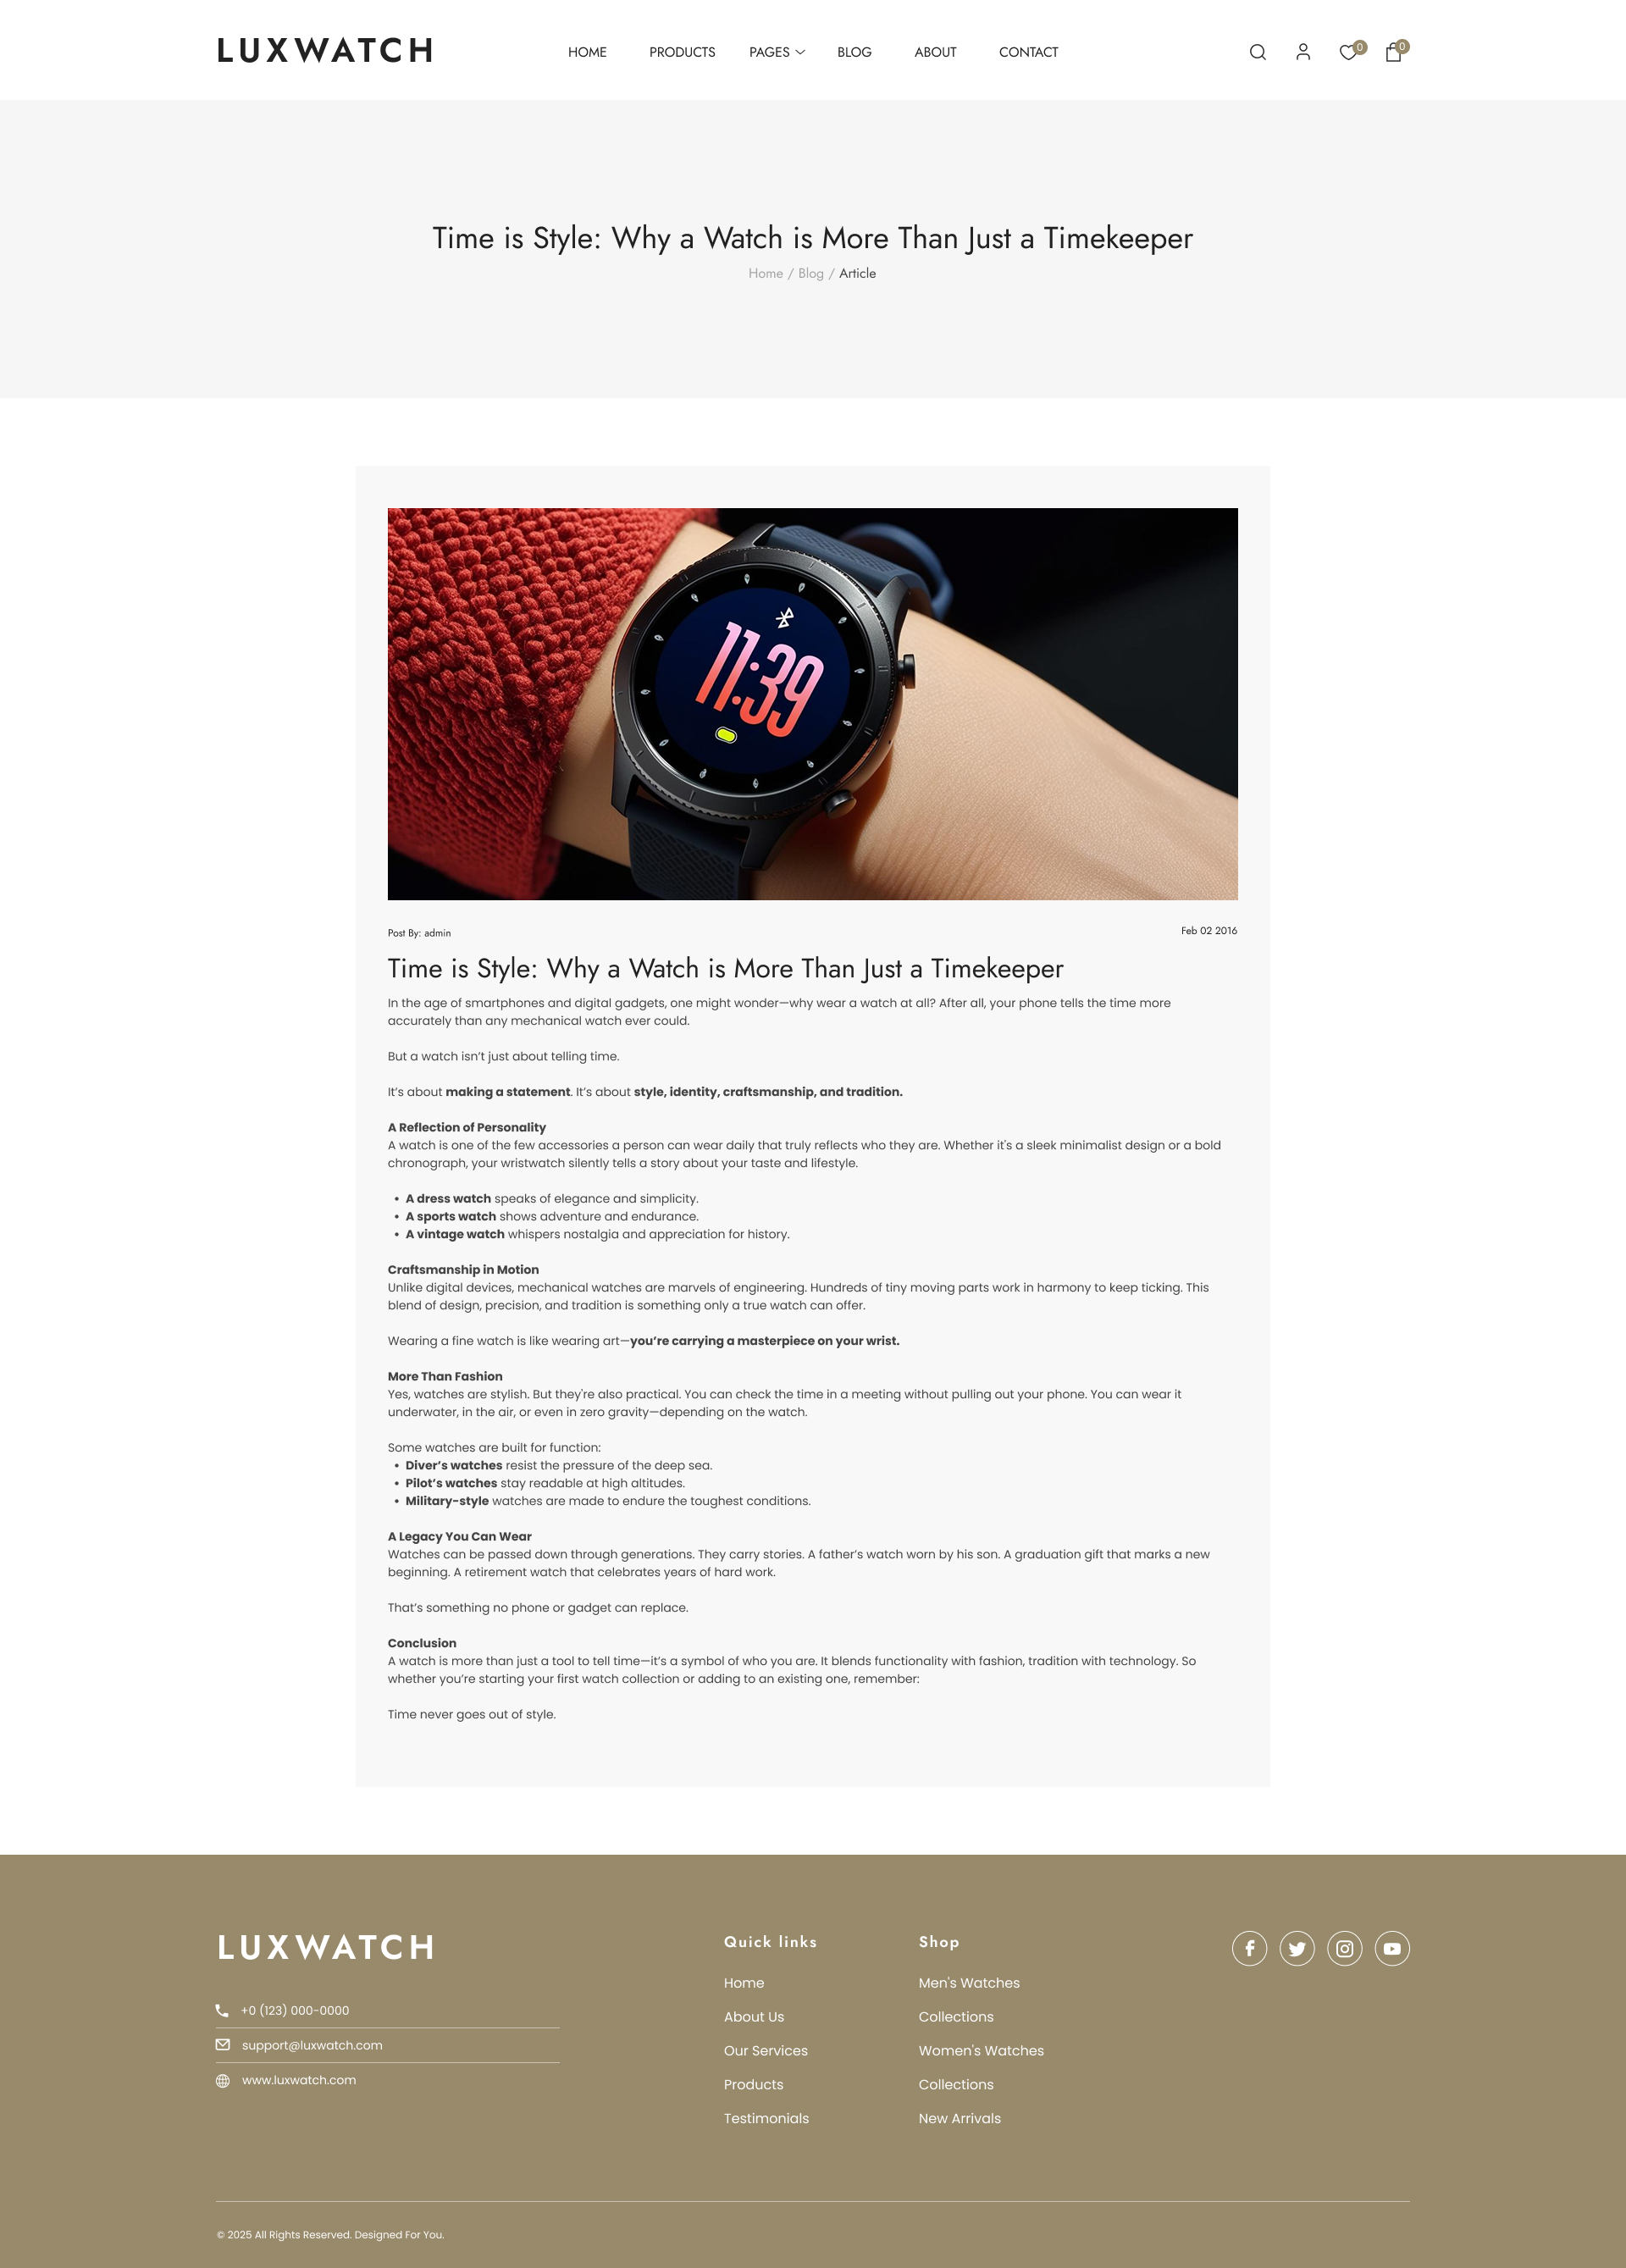 LUXWATCH
HOME PRODUCTS PAGES BLOG ABOUT CONTACT
0 0
Time is Style: Why a Watch is More Than Just a Timekeeper
Home / Blog / Article
11:39
Post By: admin
Feb 02 2016
Time is Style: Why a Watch is More Than Just a Timekeeper
In the age of smartphones and digital gadgets, one might wonder—why wear a watch at all? After all, your phone tells the time more
accurately than any mechanical watch ever could.
But a watch isn’t just about telling time.
It’s about making a statement. It’s about style, identity, craftsmanship, and tradition.
A Reflection of Personality
A watch is one of the few accessories a person can wear daily that truly reflects who they are. Whether it's a sleek minimalist design or a bold
chronograph, your wristwatch silently tells a story about your taste and lifestyle.
• A dress watch speaks of elegance and simplicity.
• A sports watch shows adventure and endurance.
• A vintage watch whispers nostalgia and appreciation for history.
Craftsmanship in Motion
Unlike digital devices, mechanical watches are marvels of engineering. Hundreds of tiny moving parts work in harmony to keep ticking. This
blend of design, precision, and tradition is something only a true watch can offer.
Wearing a fine watch is like wearing art—you’re carrying a masterpiece on your wrist.
More Than Fashion
Yes, watches are stylish. But they're also practical. You can check the time in a meeting without pulling out your phone. You can wear it
underwater, in the air, or even in zero gravity—depending on the watch.
Some watches are built for function:
• Diver’s watches resist the pressure of the deep sea.
• Pilot’s watches stay readable at high altitudes.
• Military-style watches are made to endure the toughest conditions.
A Legacy You Can Wear
Watches can be passed down through generations. They carry stories. A father’s watch worn by his son. A graduation gift that marks a new
beginning. A retirement watch that celebrates years of hard work.
That’s something no phone or gadget can replace.
Conclusion
A watch is more than just a tool to tell time—it’s a symbol of who you are. It blends functionality with fashion, tradition with technology. So
whether you’re starting your first watch collection or adding to an existing one, remember:
Time never goes out of style.
LUXWATCH
+0 (123) 000-0000
support@luxwatch.com
www.luxwatch.com
Quick links
Home
About Us
Our Services
Products
Testimonials
Shop
Men's Watches
Collections
Women's Watches
Collections
New Arrivals
© 2025 All Rights Reserved. Designed For You.